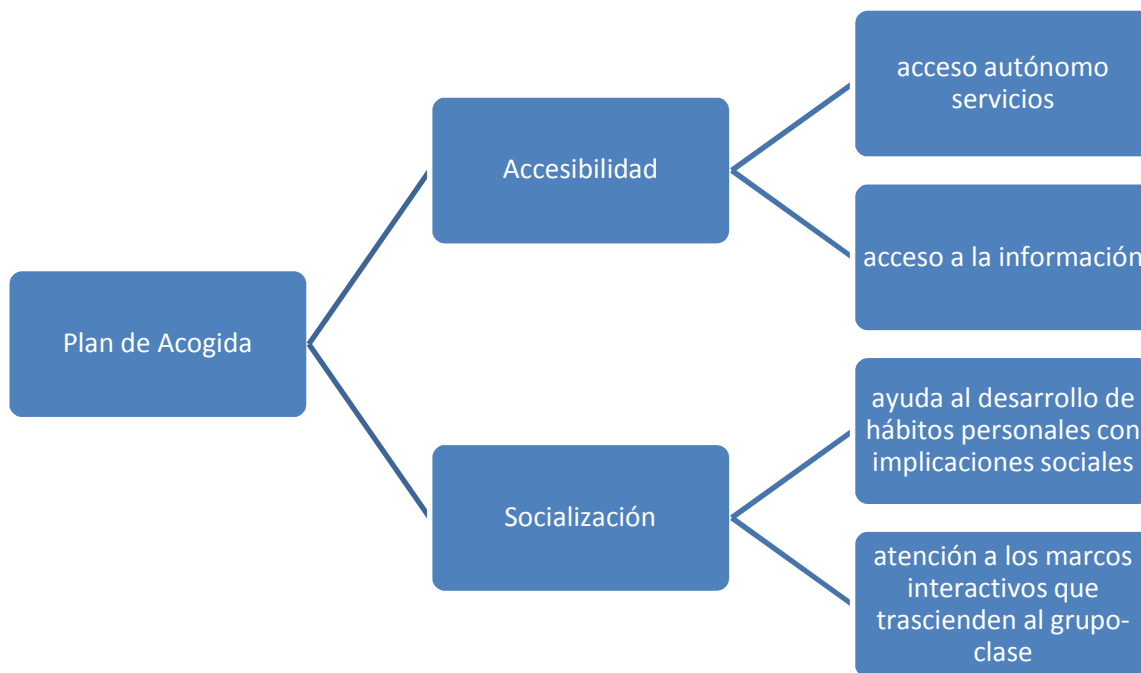 Plan de Acogida
Accesibilidad
acceso autónomo
servicios
acceso a la información
Socialización
ayuda al desarrollo de
hábitos personales con
implicaciones sociales
atención a los marcos
interactivos que
trascienden al grupo-
clase